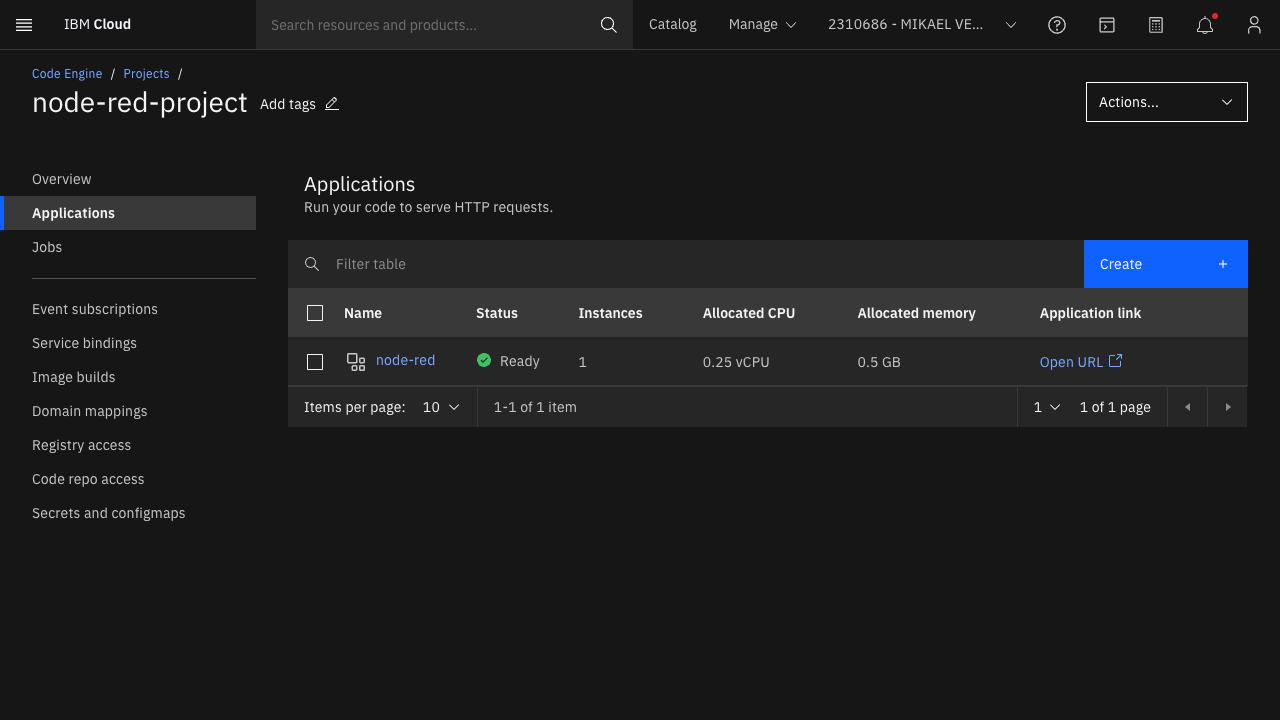 IBM Cloud
Search resources and products...
Catalog
Manage
2310686 - MIKAEL VE...
Code Engine / Projects /
node-red-project
Add tags
Actions...
Overview
Applications
Jobs
Event subscriptions
Service bindings
Image builds
Domain mappings
Registry access
Code repo access
Secrets and configmaps
Applications
Run your code to serve HTTP requests.
Filter table
Create +
Name Status Instances Allocated CPU Allocated memory Application link
node-red Ready 1 0.25 vCPU 0.5 GB Open URL
Items per page: 10 1-1 of 1 item 1 1 of 1 page